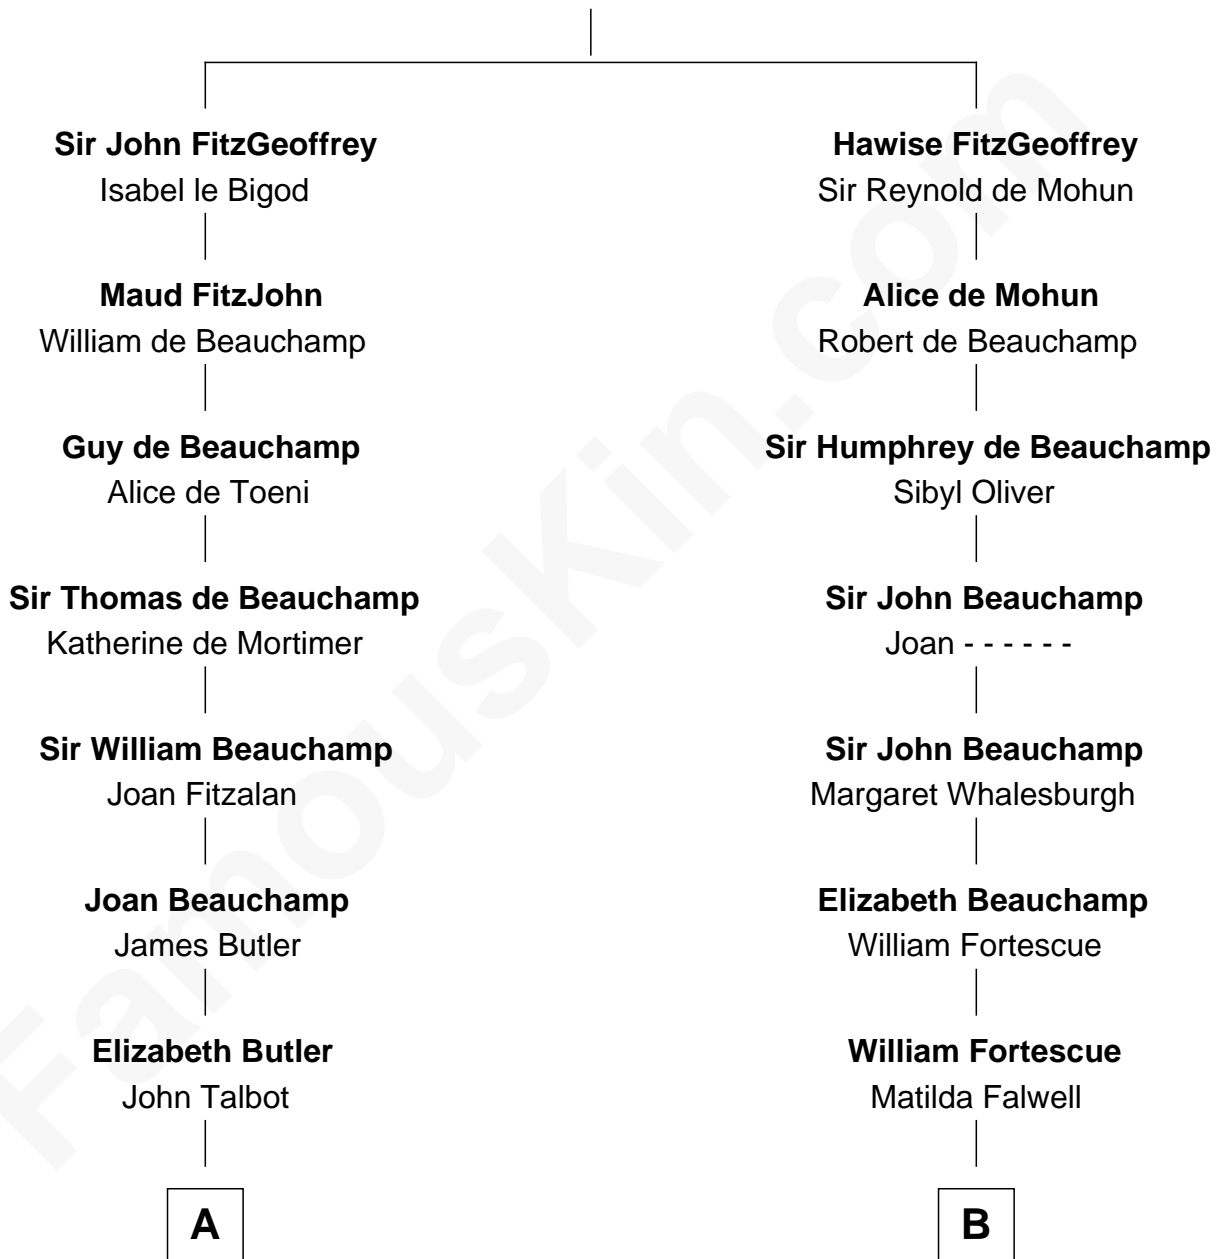 Sir John FitzGeoffrey
Isabel le Bigod
Maud FitzJohn
William de Beauchamp
Guy de Beauchamp
Alice de Toeni
Sir Thomas de Beauchamp
Katherine de Mortimer
Sir William Beauchamp
Joan Fitzalan
Joan Beauchamp
James Butler
Elizabeth Butler
John Talbot
A
Hawise FitzGeoffrey
Sir Reynold de Mohun
Alice de Mohun
Robert de Beauchamp
Sir Humphrey de Beauchamp
Sibyl Oliver
Sir John Beauchamp
Joan - - - - - -
Sir John Beauchamp
Margaret Whalesburgh
Elizabeth Beauchamp
William Fortescue
William Fortescue
Matilda Falwell
B
FamousKin.com